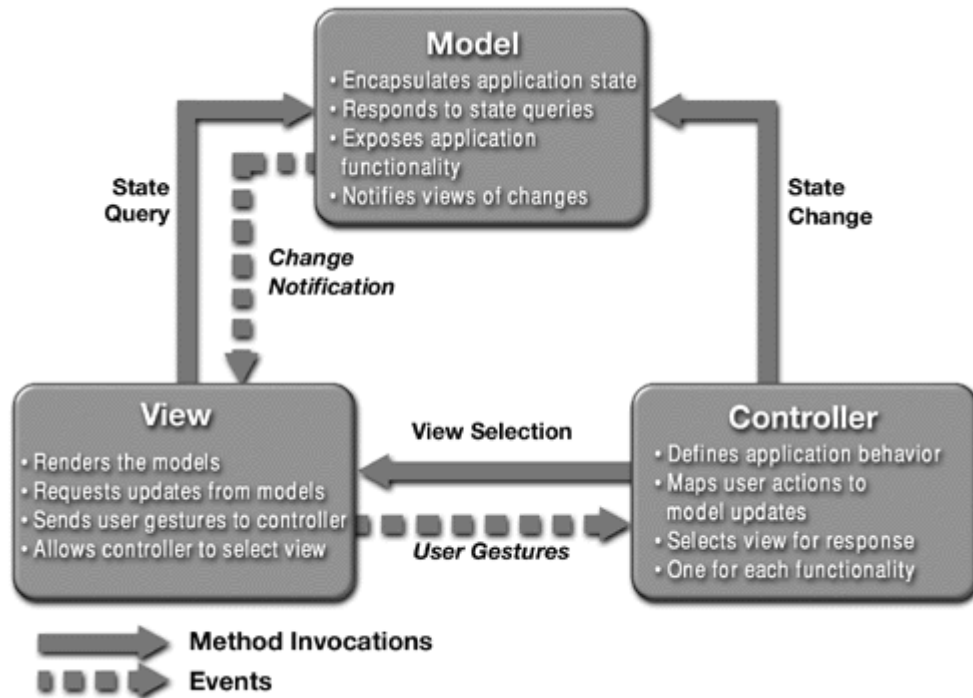 Model
• Encapsulates application state
• Responds to state queries
• Exposes application
functionality
• Notifies views of changes
State
Query
State
Change
Change
Notification
View
• Renders the models
• Requests updates from models
• Sends user gestures to controller
• Allows controller to select view
View Selection
User Gestures
Controller
• Defines application behavior
• Maps user actions to
model updates
• Selects view for response
• One for each functionality
Method Invocations
Events